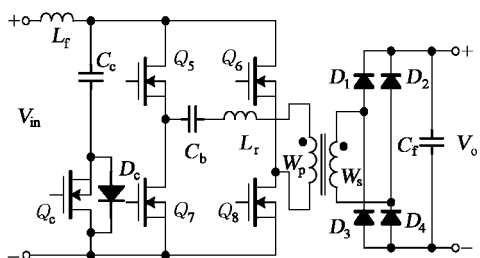 +
L_f
C_c
Q_5
Q_6
D_1
D_2
+
V_in
C_b
L_r
W_p
W_s
C_f
V_o
D_c
Q_c
Q_7
Q_8
D_3
D_4
−
−